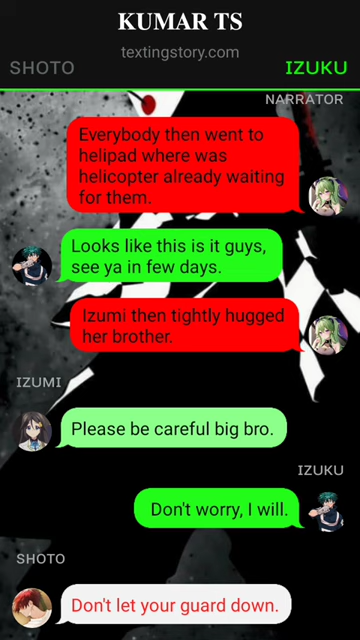 KUMAR TS
textingstory.com
SHOTO
IZUKU
NARRATOR
Everybody then went to
helipad where was
helicopter already waiting
for them.
Looks like this is it guys,
see ya in few days.
Izumi then tightly hugged
her brother.
IZUMI
Please be careful big bro.
IZUKU
Don't worry, I will.
SHOTO
Don't let your guard down.